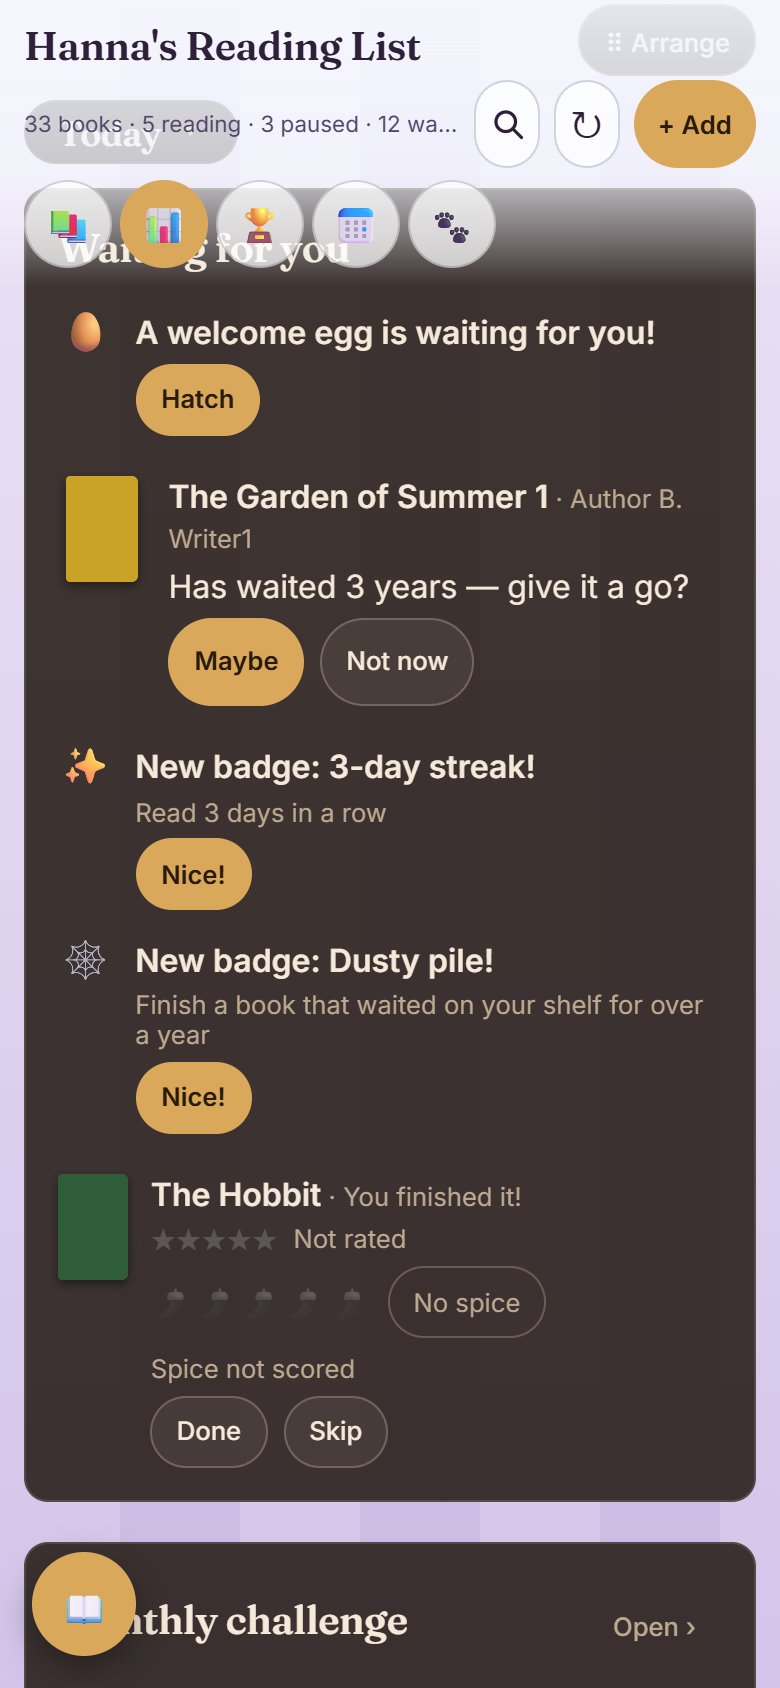 Hanna's Reading List
Arrange
Today
33 books · 5 reading · 3 paused · 12 wa...
+ Add
Waiting for you
A welcome egg is waiting for you!
Hatch
The Garden of Summer 1 · Author B.
Writer1
Has waited 3 years — give it a go?
Maybe
Not now
New badge: 3-day streak!
Read 3 days in a row
Nice!
New badge: Dusty pile!
Finish a book that waited on your shelf for over
a year
Nice!
The Hobbit · You finished it!
Not rated
No spice
Spice not scored
Done
Skip
nthly challenge
Open ›